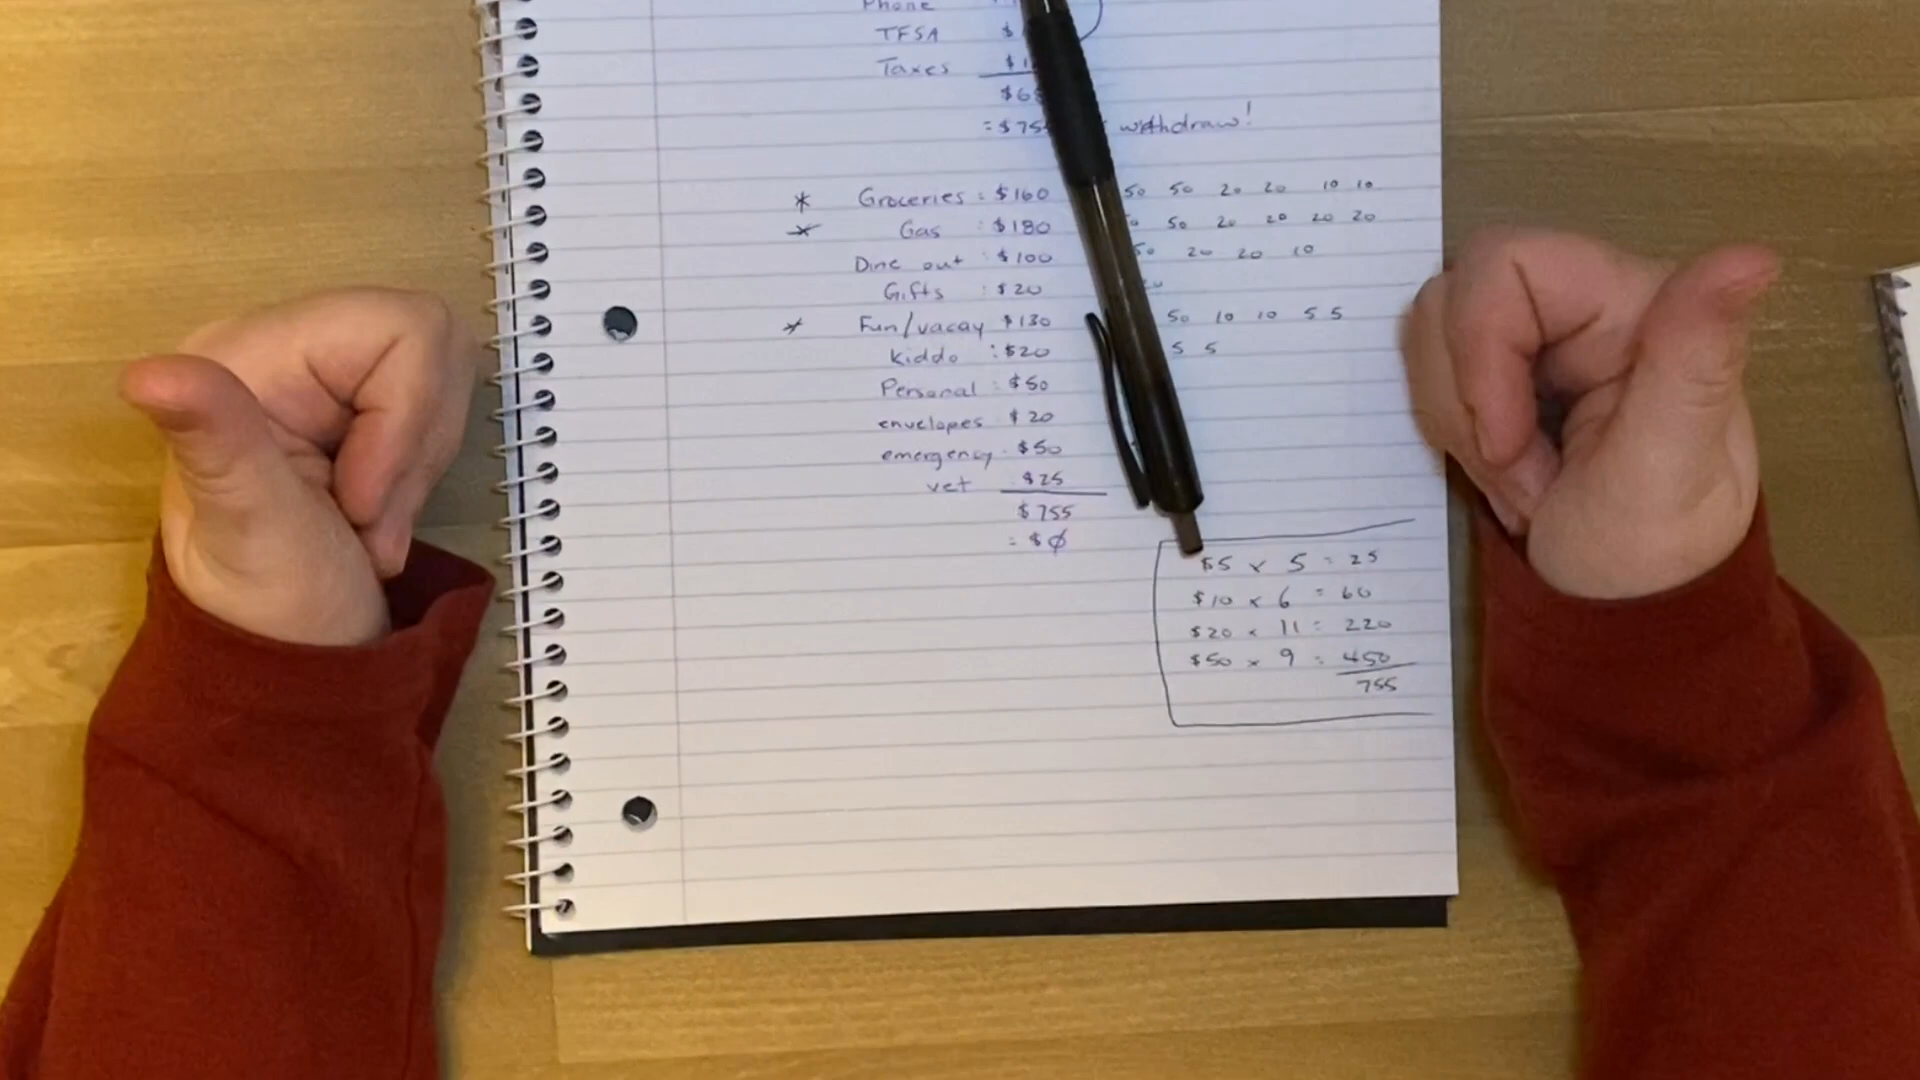 Phone
TFSA $
Taxes $1
$6
= $75 withdraw!
* Groceries : $160 50 50 20 20 10 10
* Gas : $180 50 20 20 20 20
Dine out : $100 50 20 20 10
Gifts : $20
* Fun/vacay $130 50 10 10 5 5
Kiddo : $20 5 5
Personal : $50
envelopes $20
emergency $50
vet $25
$755
= $0
$5 x 5 = 25
$10 x 6 = 60
$20 x 11 = 220
$50 x 9 = 450
755